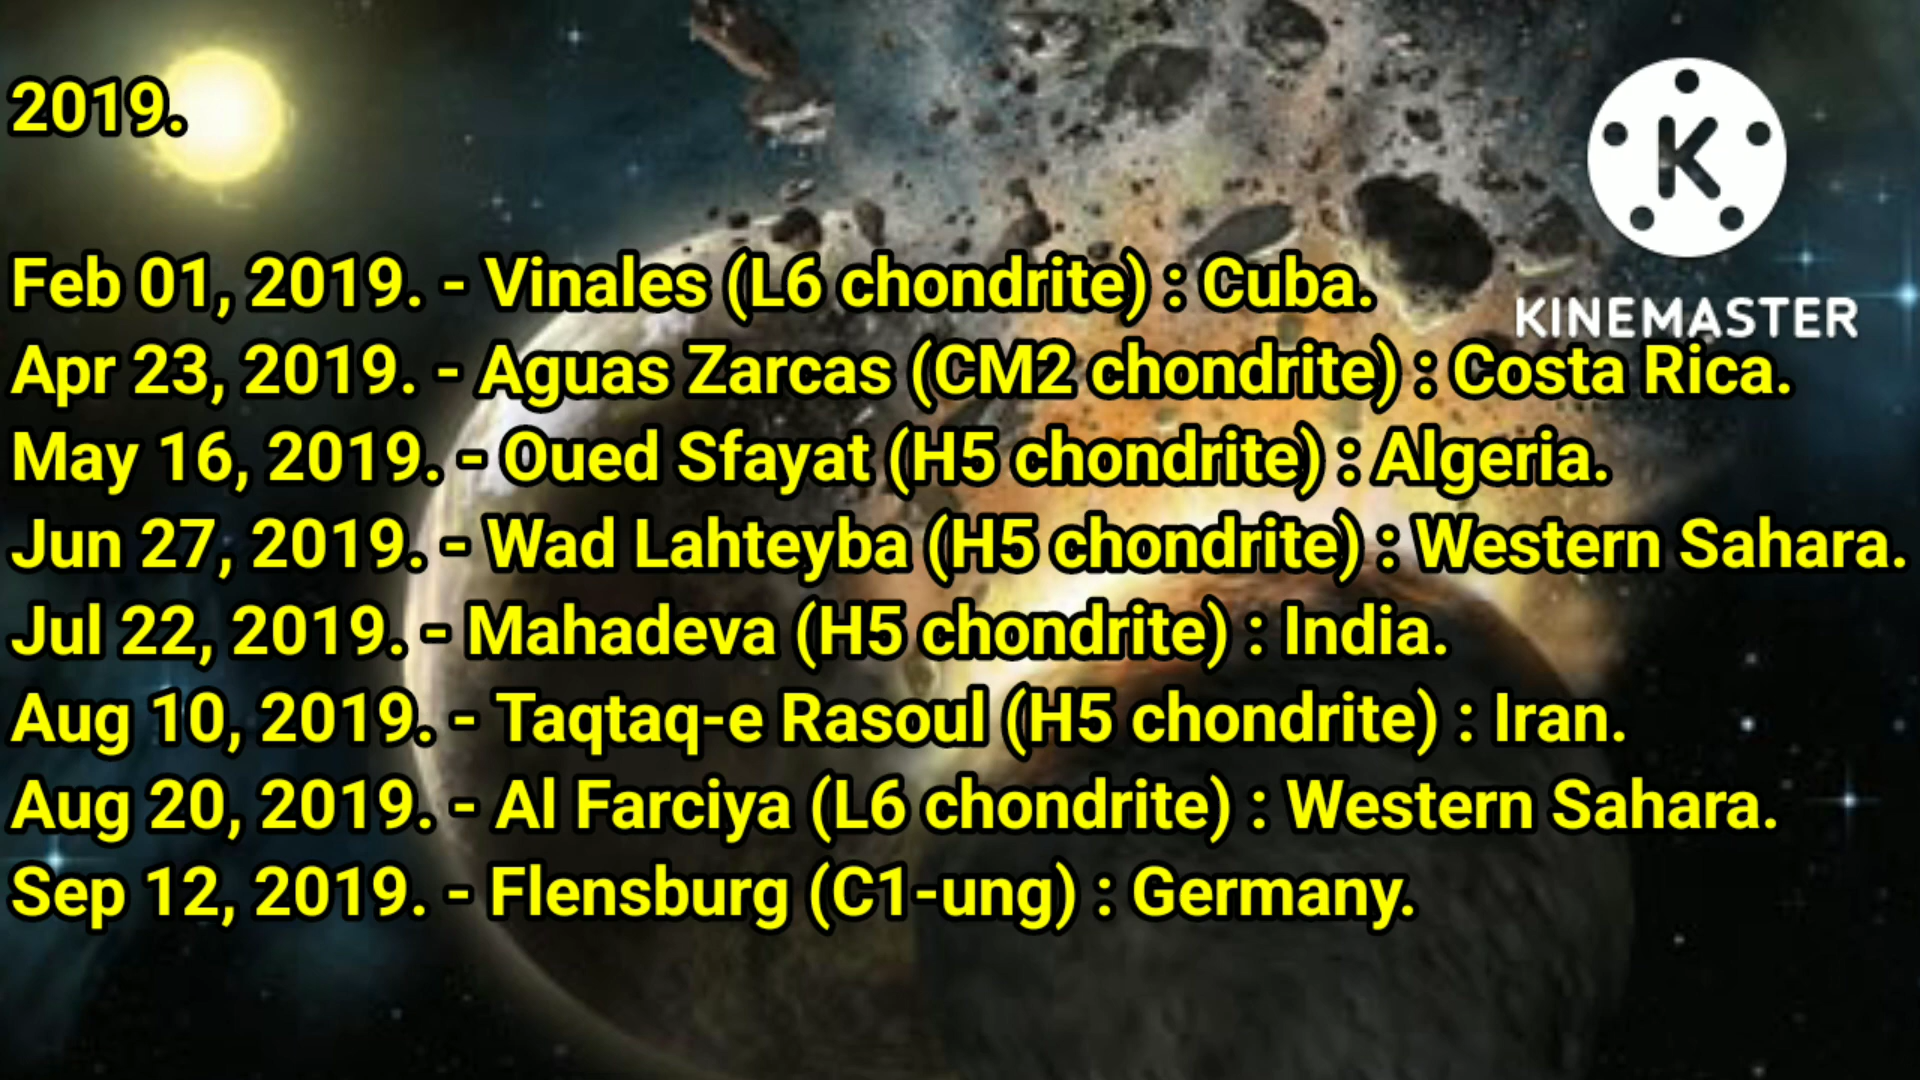 2019.
K
KINEMASTER
Feb 01, 2019. - Vinales (L6 chondrite) : Cuba.
Apr 23, 2019. - Aguas Zarcas (CM2 chondrite) : Costa Rica.
May 16, 2019. - Oued Sfayat (H5 chondrite) : Algeria.
Jun 27, 2019. - Wad Lahteyba (H5 chondrite) : Western Sahara.
Jul 22, 2019. - Mahadeva (H5 chondrite) : India.
Aug 10, 2019. - Taqtaq-e Rasoul (H5 chondrite) : Iran.
Aug 20, 2019. - Al Farciya (L6 chondrite) : Western Sahara.
Sep 12, 2019. - Flensburg (C1-ung) : Germany.